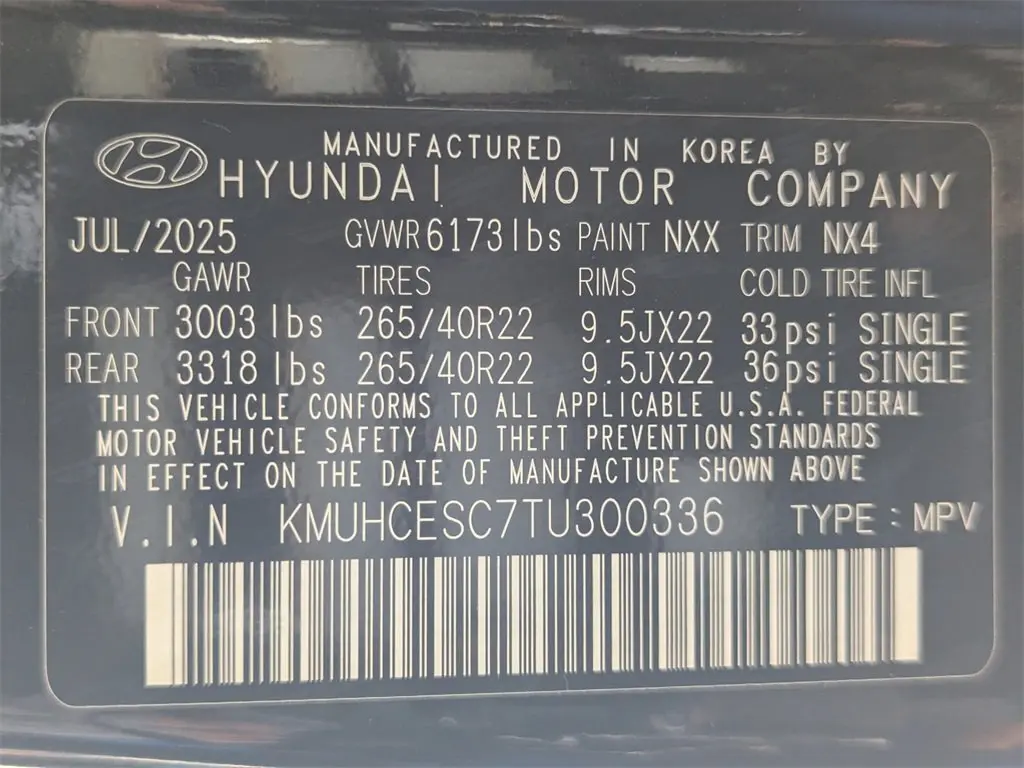 MANUFACTURED IN KOREA BY
HYUNDAI MOTOR COMPANY
JUL/2025 GVWR 6173lbs PAINT NXX TRIM NX4
GAWR TIRES RIMS COLD TIRE INFL
FRONT 3003 lbs 265/40R22 9.5JX22 33psi SINGLE
REAR 3318 lbs 265/40R22 9.5JX22 36psi SINGLE
THIS VEHICLE CONFORMS TO ALL APPLICABLE U.S.A. FEDERAL
MOTOR VEHICLE SAFETY AND THEFT PREVENTION STANDARDS
IN EFFECT ON THE DATE OF MANUFACTURE SHOWN ABOVE
V.I.N KMUHCESC7TU300336 TYPE : MPV